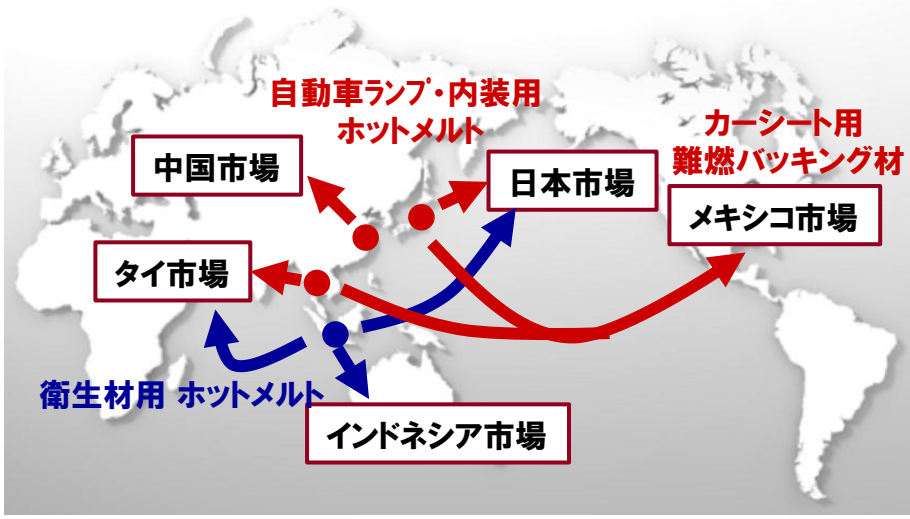 自動車ランプ・内装用
ホットメルト
カーシート用
難燃バッキング材
中国市場
日本市場
メキシコ市場
タイ市場
衛生材用 ホットメルト
インドネシア市場